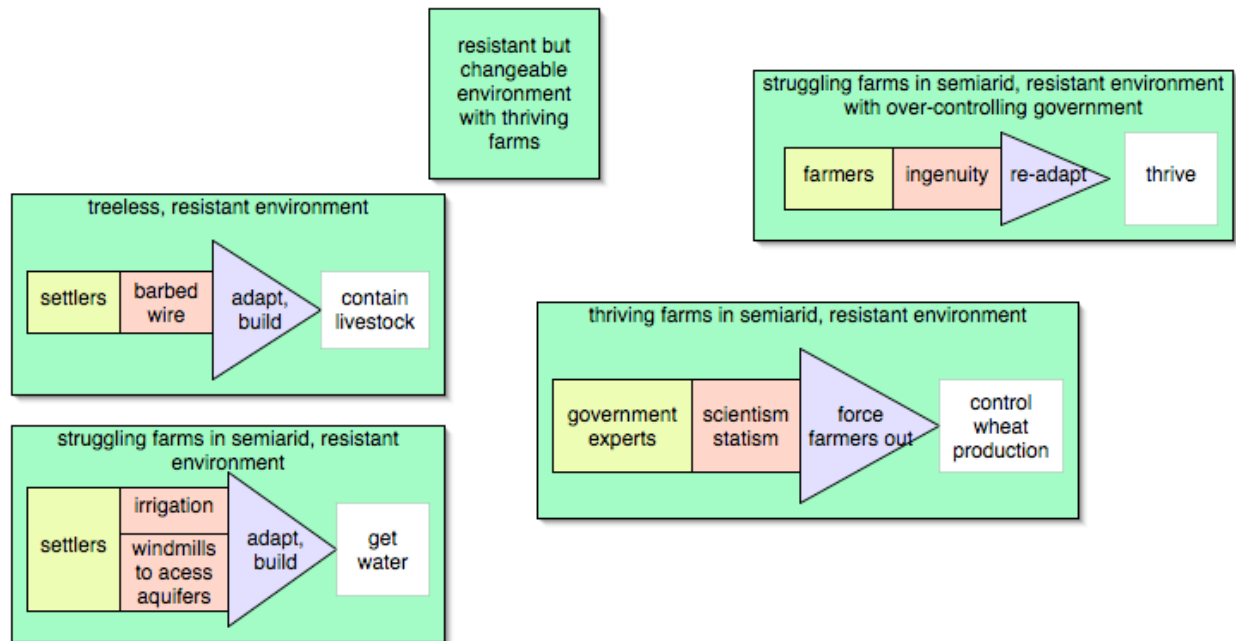 resistant but
changeable
environment
with thriving
farms
struggling farms in semiarid, resistant environment
with over-controlling government
farmers
ingenuity
re-adapt
thrive
treeless, resistant environment
settlers
barbed
wire
adapt,
build
contain
livestock
thriving farms in semiarid, resistant environment
government
experts
scientism
statism
force
farmers out
control
wheat
production
struggling farms in semiarid, resistant
environment
settlers
irrigation
windmills
to acess
aquifers
adapt,
build
get
water